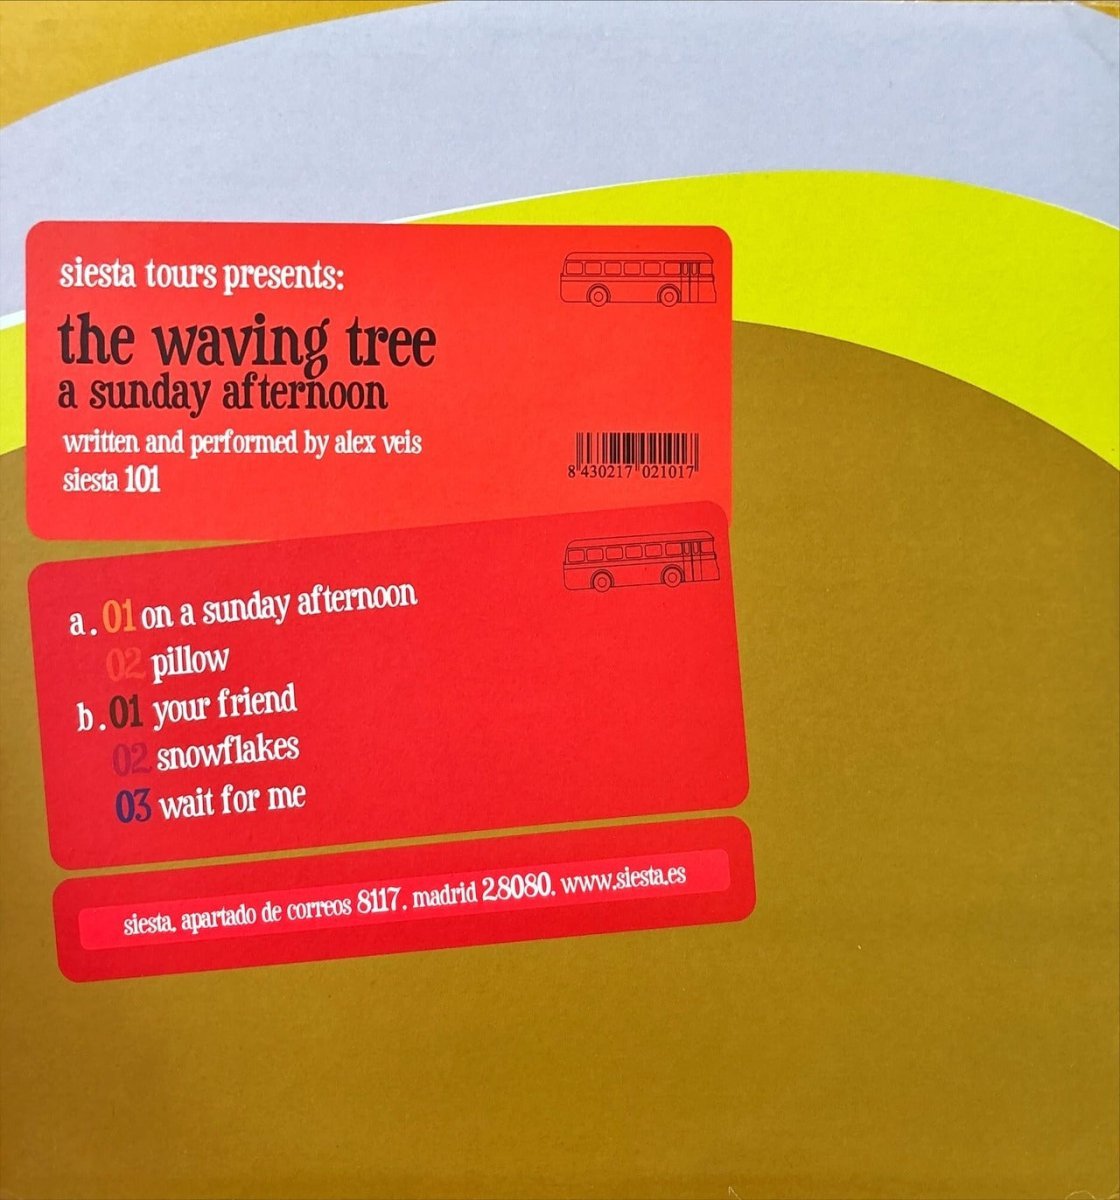 siesta tours presents:
the waving tree
a sunday afternoon
written and performed by alex veis
siesta 101
8 430217 021017
a. 01 on a sunday afternoon
02 pillow
b. 01 your friend
02 snowflakes
03 wait for me
siesta. apartado de correos 8117. madrid 28080. www.siesta.es